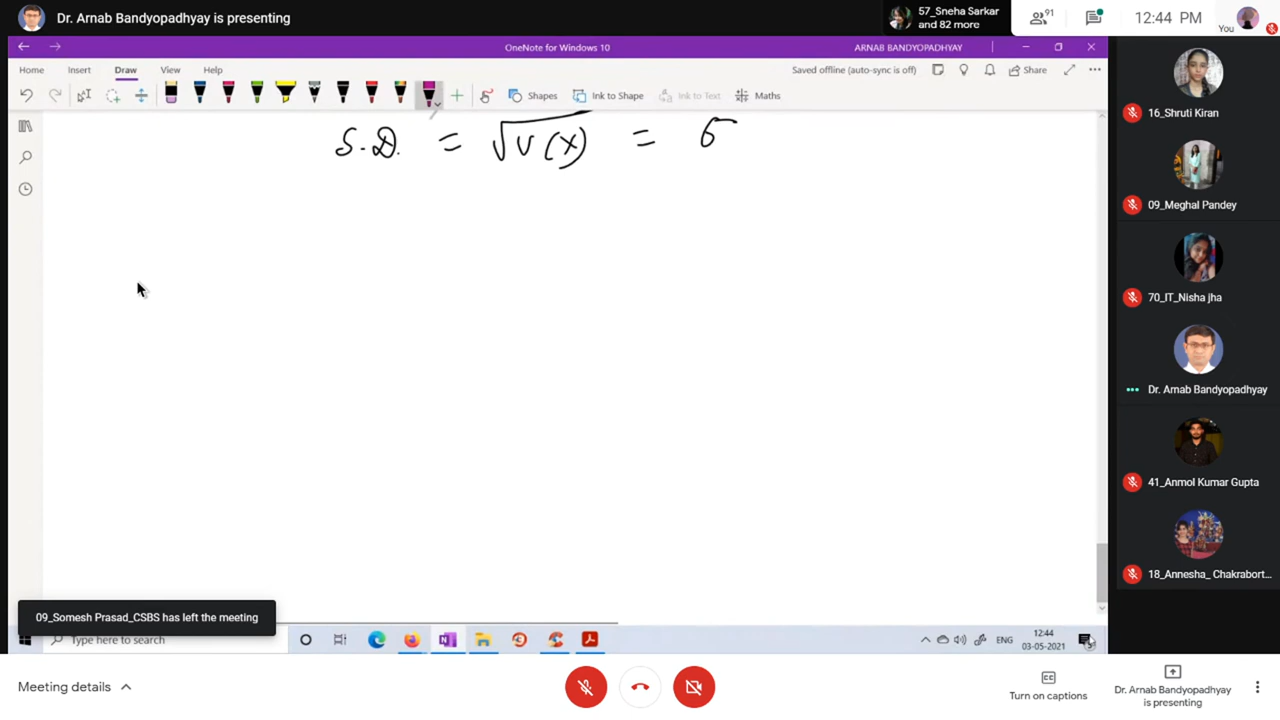 Dr. Arnab Bandyopadhyay is presenting
57_Sneha Sarkar
and 82 more
91
12:44 PM
You
OneNote for Windows 10
ARNAB BANDYOPADHYAY
Home Insert Draw View Help
Saved offline (auto-sync is off)
Share
Shapes
Ink to Shape
Ink to Text
Maths
S.D. = √V(X) = σ
16_Shruti Kiran
09_Meghal Pandey
70_IT_Nisha jha
Dr. Arnab Bandyopadhyay
41_Anmol Kumar Gupta
18_Annesha_ Chakrabort...
09_Somesh Prasad_CSBS has left the meeting
Type here to search
ENG
12:44
03-05-2021
Meeting details
Turn on captions
Dr. Arnab Bandyopadhyay
is presenting